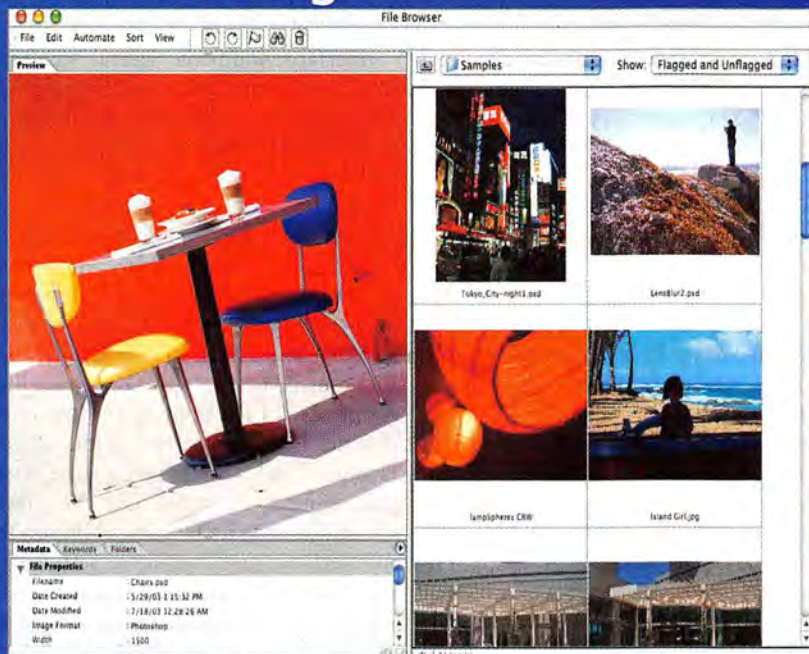 File Browser
File Edit Automate Sort View
Preview
Samples
Show: Flagged and Unflagged
Tokyo_City-night1.psd
LensBlur2.psd
lampSpheres CRW
Island Girl.jpg
Metadata Keywords Folders
File Properties
Filename : Chairs.psd
Date Created : 5/29/03 1:15:32 PM
Date Modified : 7/18/03 12:28:26 AM
Image Format : Photoshop
Width : 1500